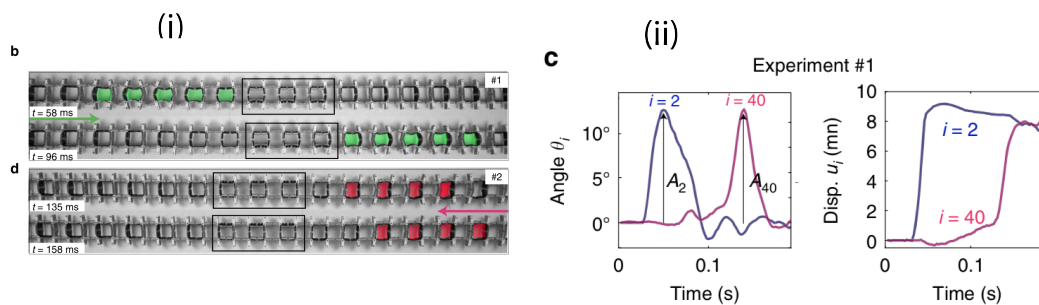 (i)
b
#1
t = 58 ms
t = 96 ms
d
#2
t = 135 ms
t = 158 ms
(ii)
c
Experiment #1
i = 2
i = 40
10°
5°
0°
Angle θi
A2
A40
0
0.1
Time (s)
10
8
6
4
2
0
Disp. ui (mn)
i = 2
i = 40
0
0.1
Time (s)